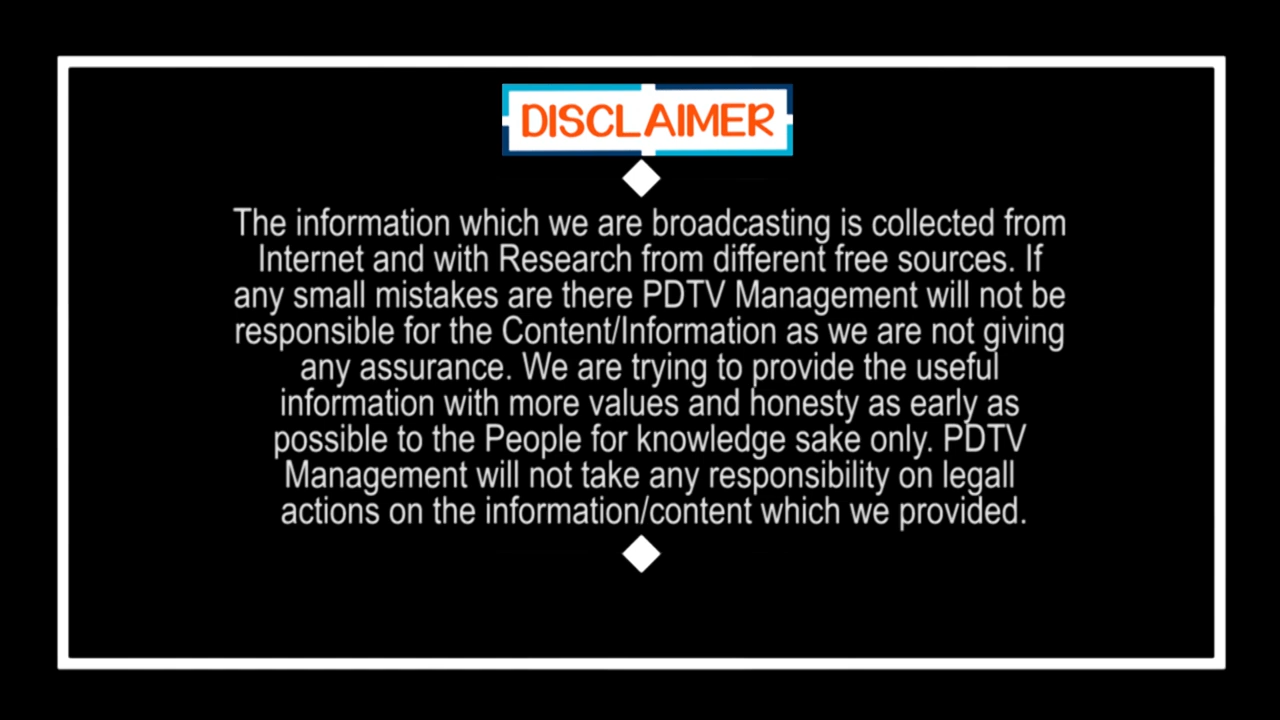 DISCLAIMER
The information which we are broadcasting is collected from
Internet and with Research from different free sources. If
any small mistakes are there PDTV Management will not be
responsible for the Content/Information as we are not giving
any assurance. We are trying to provide the useful
information with more values and honesty as early as
possible to the People for knowledge sake only. PDTV
Management will not take any responsibility on legall
actions on the information/content which we provided.